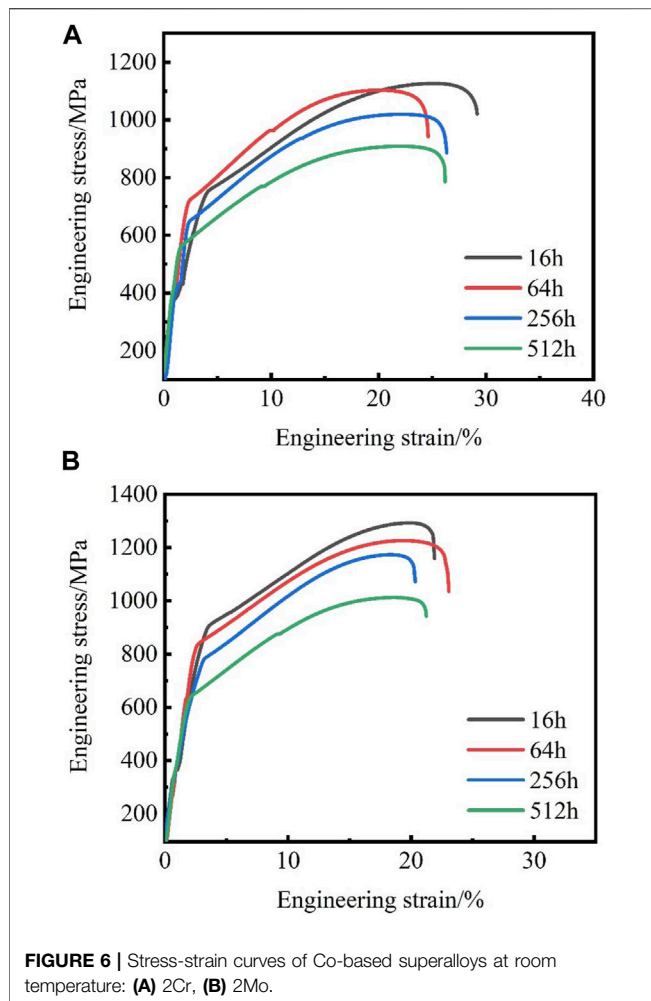 A
1200
1000
800
600
400
200
Engineering stress/MPa
16h
64h
256h
512h
0 10 20 30 40
Engineering strain/%
B
1400
1200
1000
800
600
400
200
Engineering stress/MPa
16h
64h
256h
512h
0 10 20 30
Engineering strain/%
FIGURE 6 | Stress-strain curves of Co-based superalloys at room
temperature: (A) 2Cr, (B) 2Mo.